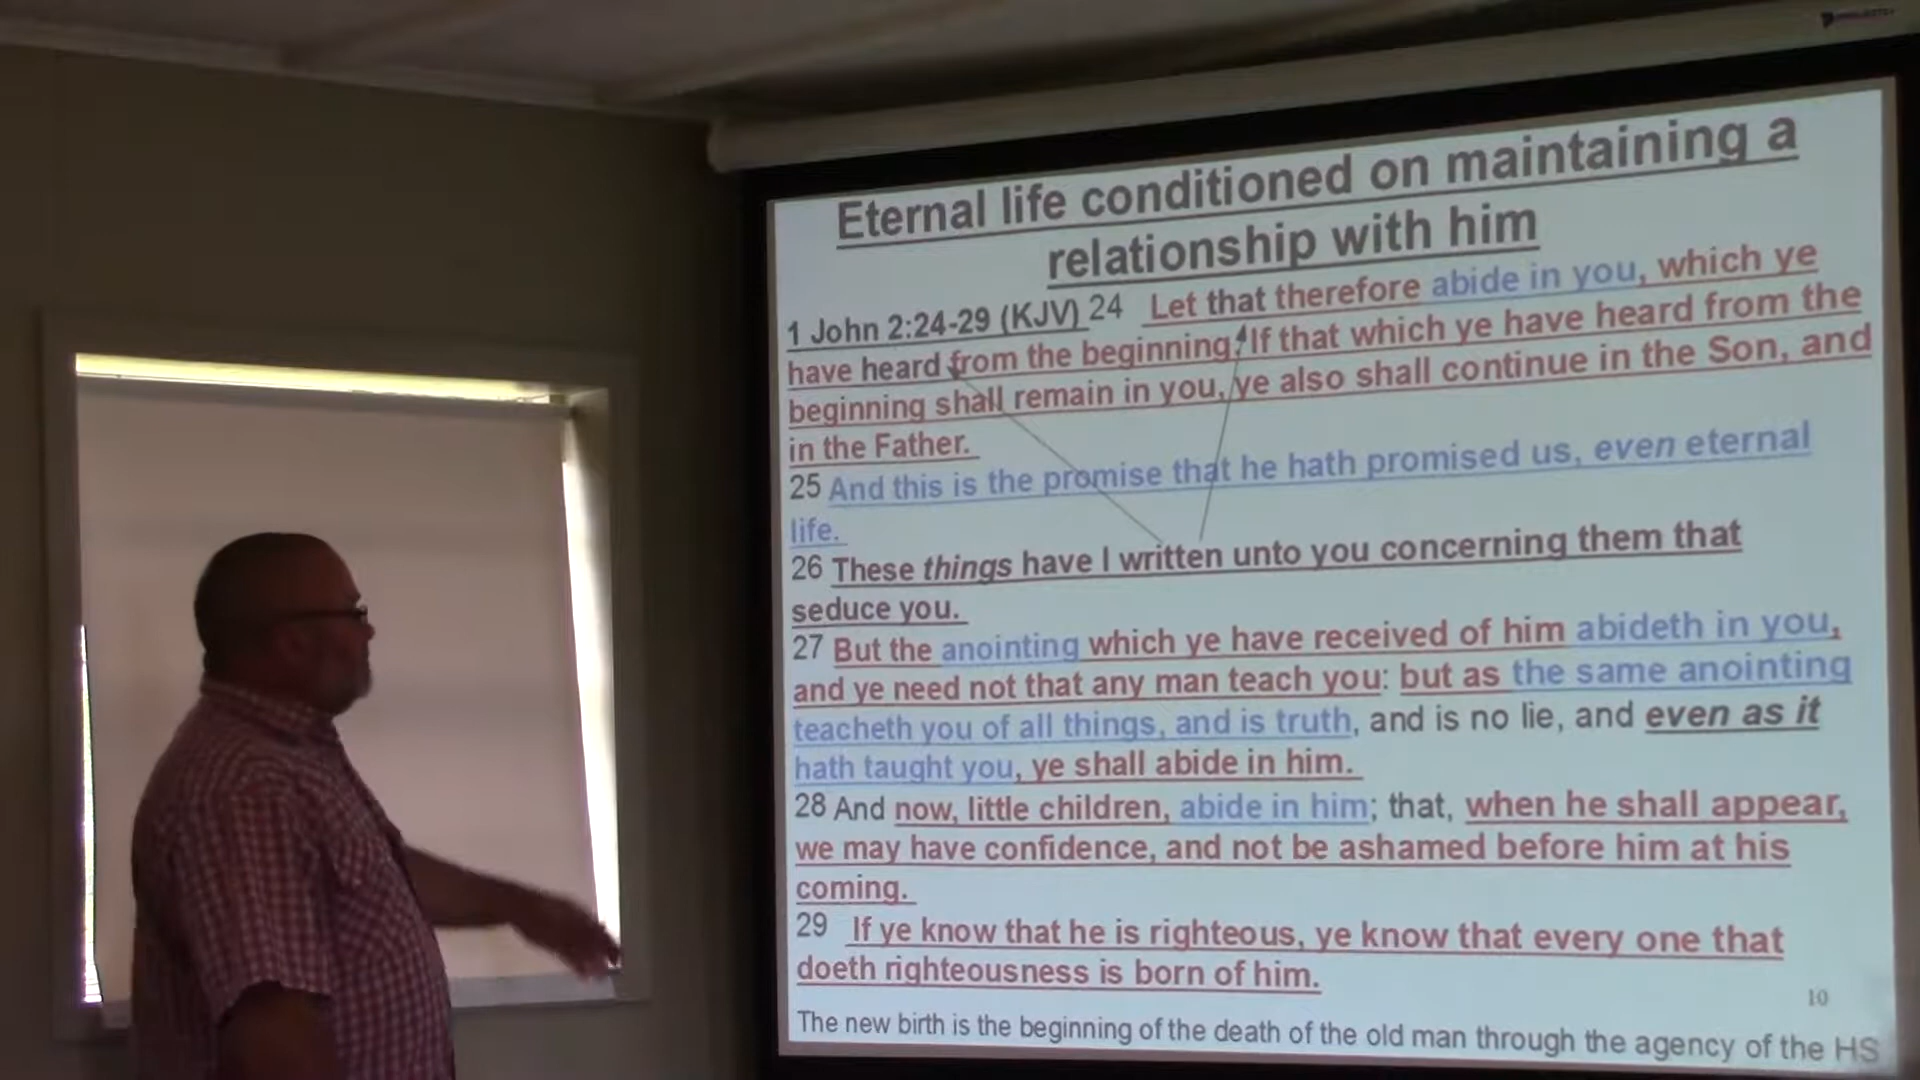 Eternal life conditioned on maintaining a
relationship with him
1 John 2:24-29 (KJV) 24 Let that therefore abide in you, which ye
have heard from the beginning. If that which ye have heard from the
beginning shall remain in you, ye also shall continue in the Son, and
in the Father.
25 And this is the promise that he hath promised us, even eternal
life.
26 These things have I written unto you concerning them that
seduce you.
27 But the anointing which ye have received of him abideth in you,
and ye need not that any man teach you: but as the same anointing
teacheth you of all things, and is truth, and is no lie, and even as it
hath taught you, ye shall abide in him.
28 And now, little children, abide in him; that, when he shall appear,
we may have confidence, and not be ashamed before him at his
coming.
29 If ye know that he is righteous, ye know that every one that
doeth righteousness is born of him.
10
The new birth is the beginning of the death of the old man through the agency of the HS